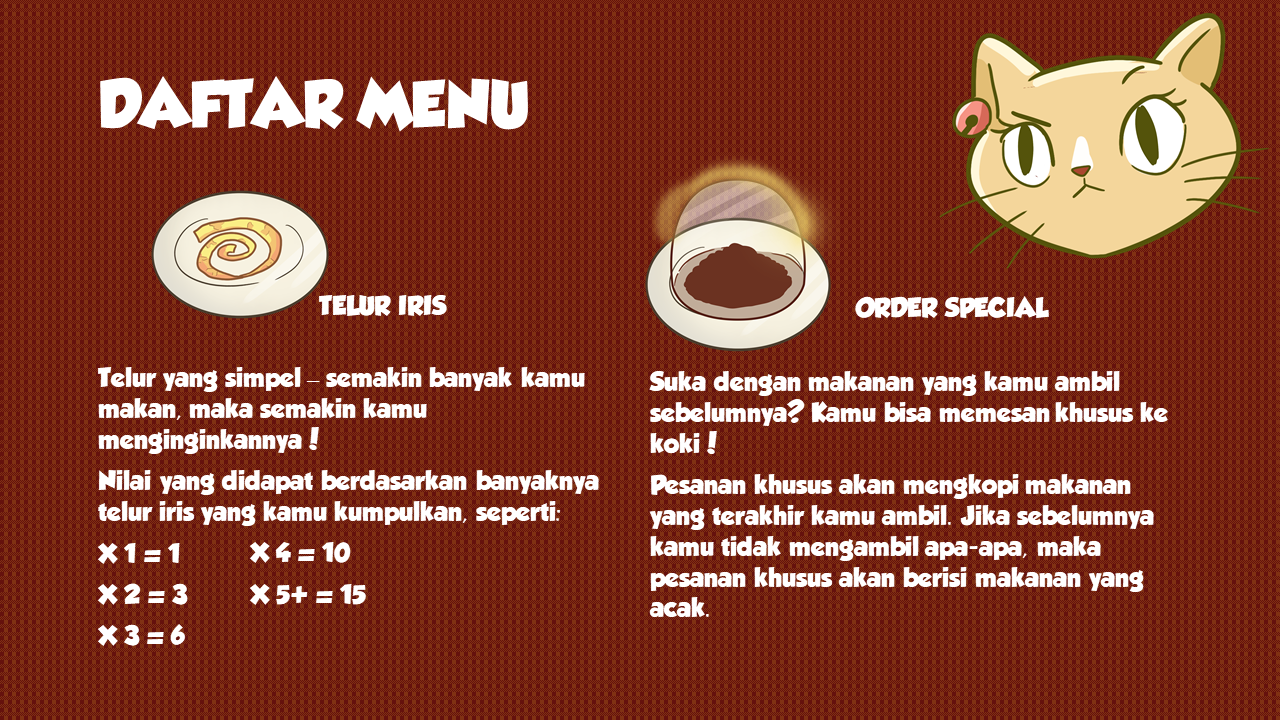 DAFTAR MENU
TELUR IRIS
Telur yang simpel – semakin banyak kamu
makan, maka semakin kamu
menginginkannya!
Nilai yang didapat berdasarkan banyaknya
telur iris yang kamu kumpulkan, seperti:
X 1 = 1 X 4 = 10
X 2 = 3 X 5+ = 15
X 3 = 6
ORDER SPECIAL
Suka dengan makanan yang kamu ambil
sebelumnya? Kamu bisa memesan khusus ke
koki!
Pesanan khusus akan mengkopi makanan
yang terakhir kamu ambil. Jika sebelumnya
kamu tidak mengambil apa-apa, maka
pesanan khusus akan berisi makanan yang
acak.